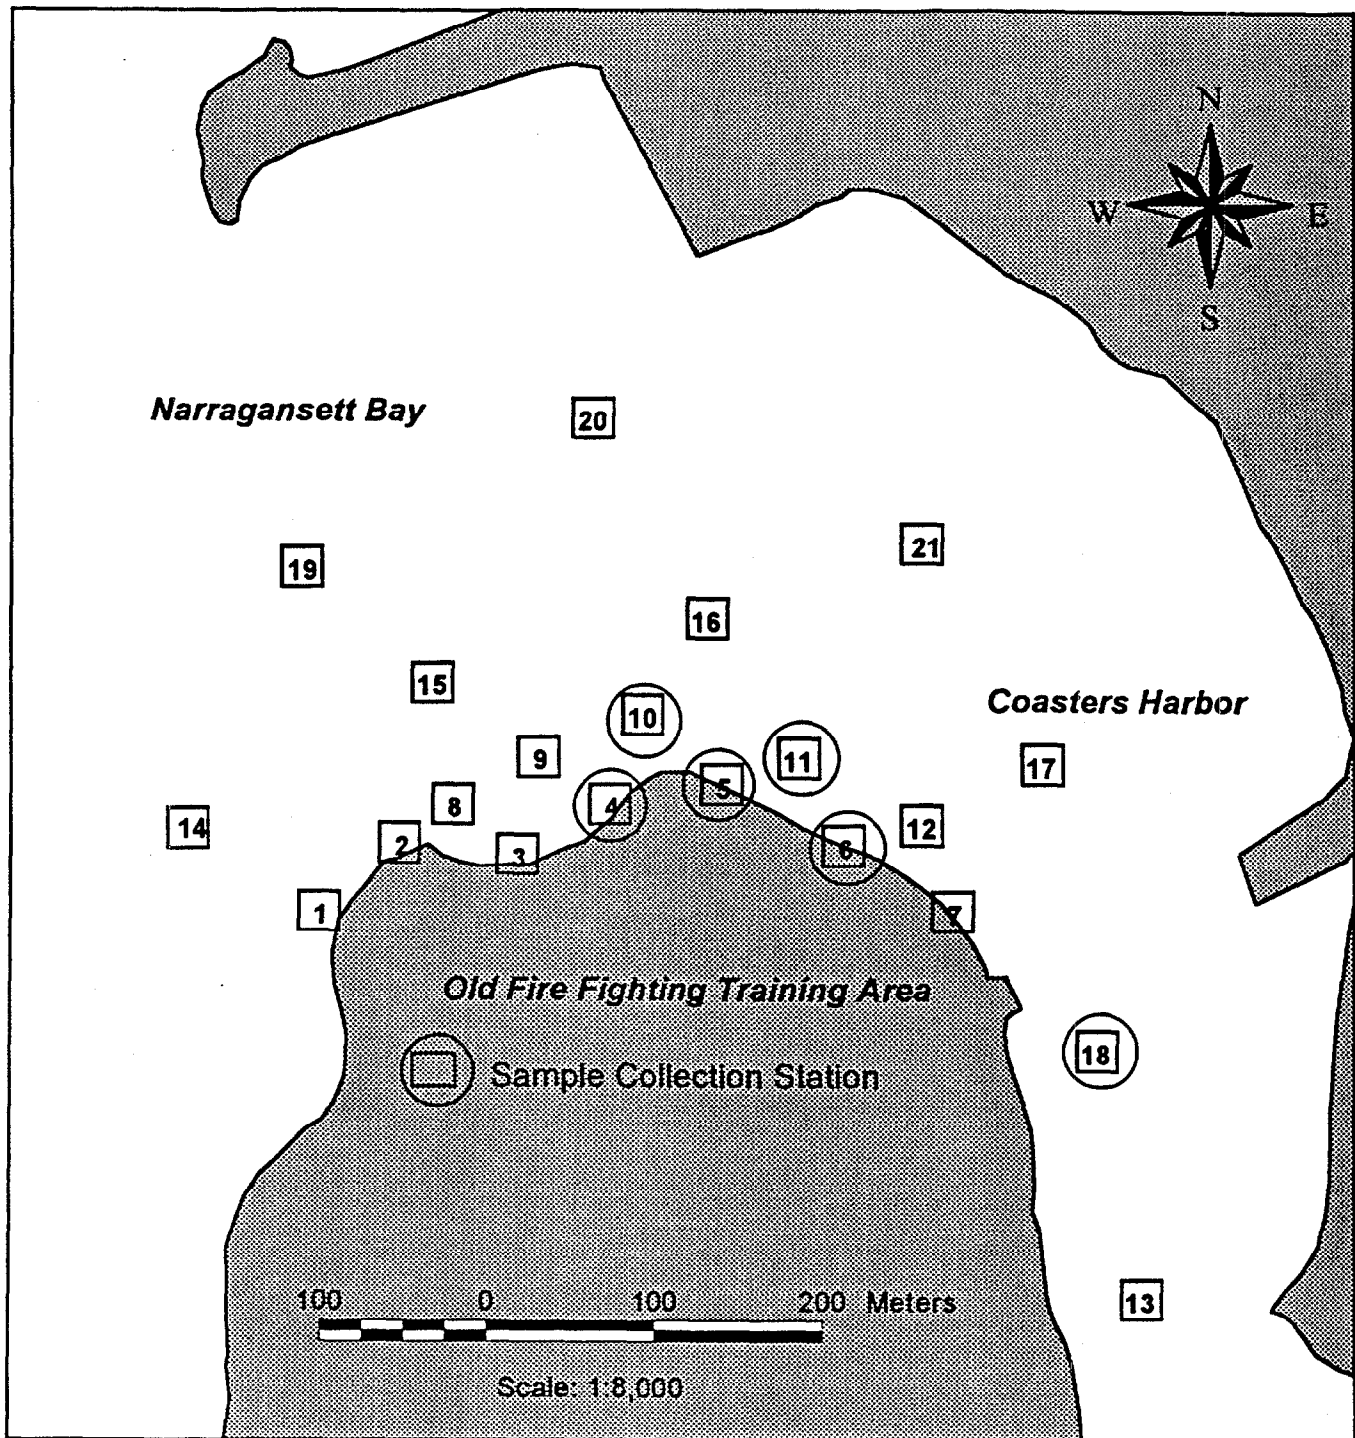 N
W
E
S
Narragansett Bay
20
21
19
16
15
Coasters Harbor
10
9
11
17
8
4
5
14
2
3
6
12
1
7
Old Fire Fighting Training Area
18
Sample Collection Station
100 0 100 200 Meters
13
Scale: 1:8,000